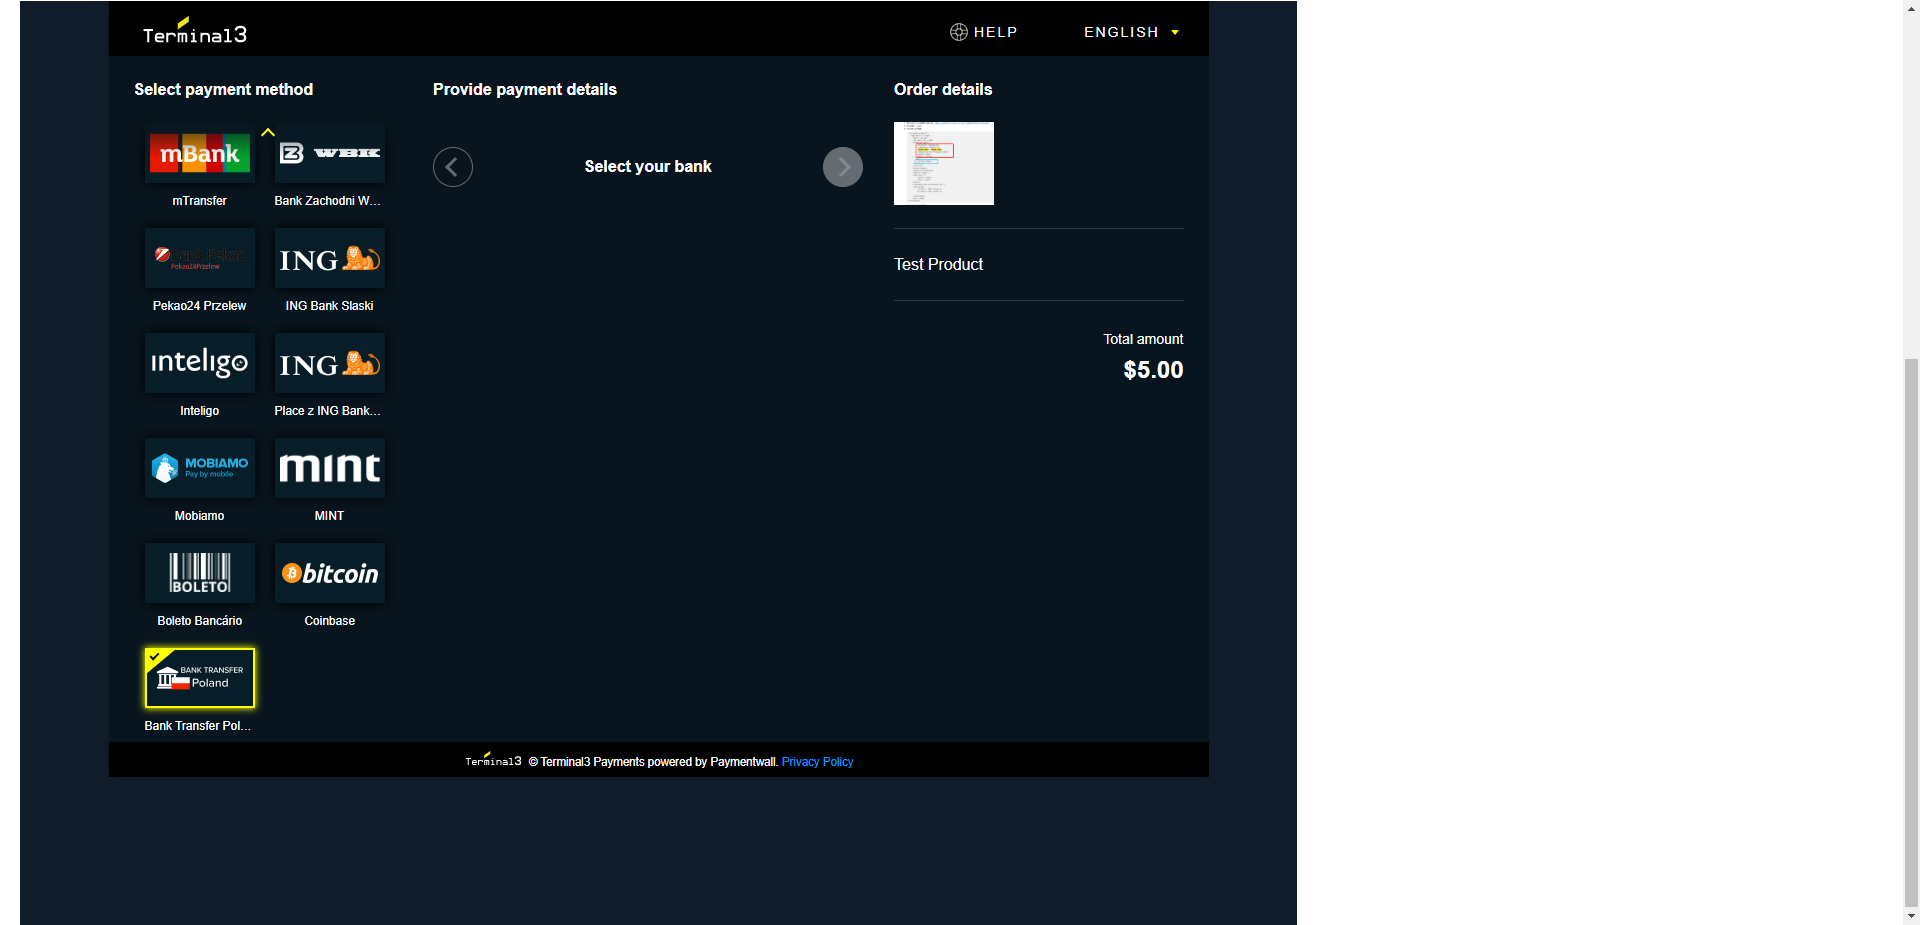 Terminal3
HELP
ENGLISH
Select payment method
Provide payment details
Order details
mBank
WBK
mTransfer
Bank Zachodni W...
Select your bank
Bank Pekao
Pekao24Przelew
ING
Pekao24 Przelew
ING Bank Slaski
Test Product
inteligo
ING
Inteligo
Place z ING Bank...
Total amount
$5.00
MOBIAMO
Pay by mobile
mint
Mobiamo
MINT
BOLETO
bitcoin
Boleto Bancário
Coinbase
BANK TRANSFER
Poland
Bank Transfer Pol...
Terminal3 © Terminal3 Payments powered by Paymentwall. Privacy Policy